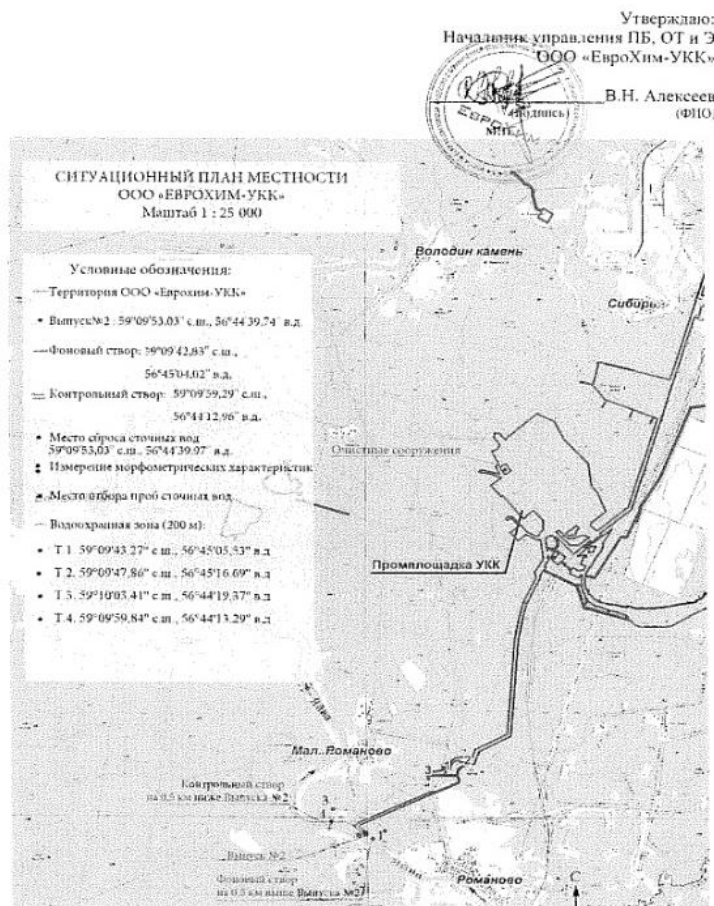 Утверждаю:
Начальник управления ПБ, ОТ и Э
ООО «ЕвроХим-УКК»
В.Н. Алексеев
(подпись)
(ФИО)
М.П.
ЕВРОХИМ
СИТУАЦИОННЫЙ ПЛАН МЕСТНОСТИ
ООО «ЕВРОХИМ-УКК»
Маштаб 1 : 25 000
Условные обозначения:
Территория ООО «Еврохим-УКК»
Выпуск№2 : 59°09'53,03" с.ш., 56°44'39,74" в.д.
Фоновый створ: 59°09'42,83" с.ш.,
56°45'04,02" в.д.
Контрольный створ: 59°09'59,29" с.ш.,
56°44'12,96" в.д.
Место сброса сточных вод
59°09'53,03" с.ш., 56°44'39,97" в.д.
Измерение морфометрических характеристик
Место отбора проб сточных вод
Водоохранная зона (200 м):
Т 1. 59°09'43,27" с.ш., 56°45'05,53" в.д
Т 2. 59°09'47,86" с.ш., 56°45'16,69" в.д
Т 3. 59°10'03,41" с.ш., 56°44'19,37" в.д
Т 4. 59°09'59,84" с.ш., 56°44'13,29" в.д
Володин камень
Сибирь
Очистные сооружения
Промплощадка УКК
Мал. Романово
3
Контрольный створ
на 0,5 км ниже Выпуска №2
3
4
1
Выпуск №2
Фоновый створ
на 0,5 км выше Выпуска №2
Романово
С